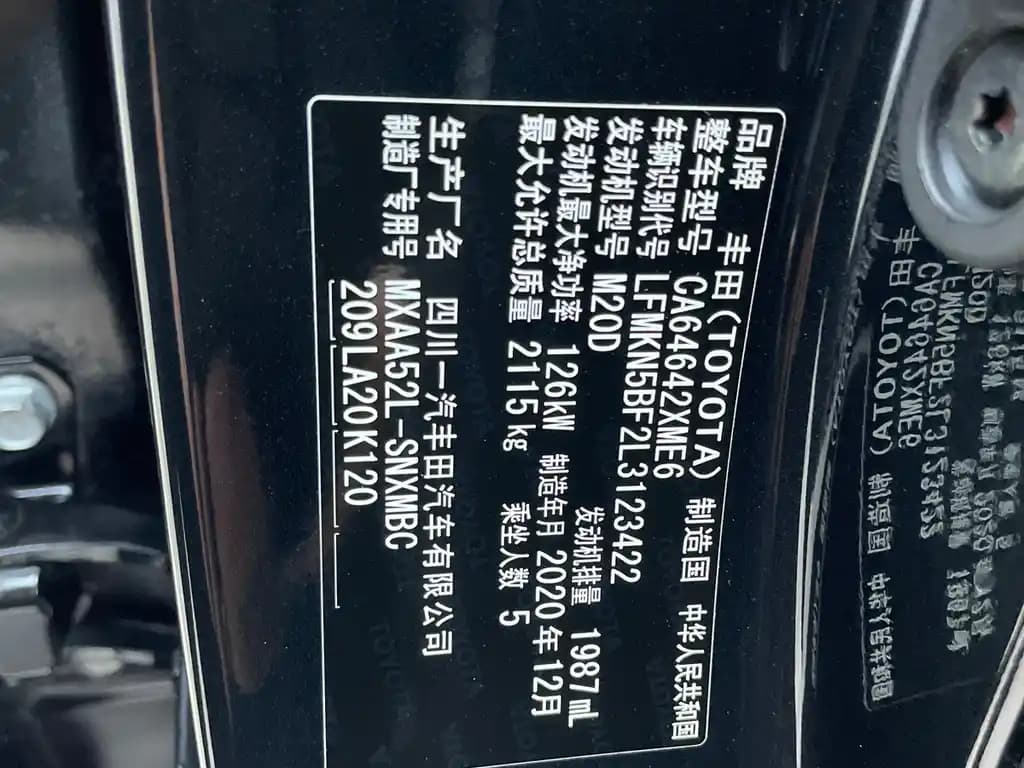 品牌 丰田(TOYOTA) 制造国 中华人民共和国
整车型号 CA64642XME6
车辆识别代号 LFMKN5BF2L3123422
发动机型号 M20D 发动机排量 1987mL
发动机最大净功率 126kW 制造年月 2020年12月
最大允许总质量 2115kg 乘坐人数 5
生产厂名 四川一汽丰田汽车有限公司
制造厂专用号 MXAA52L-SNXMBC
209LA20K120